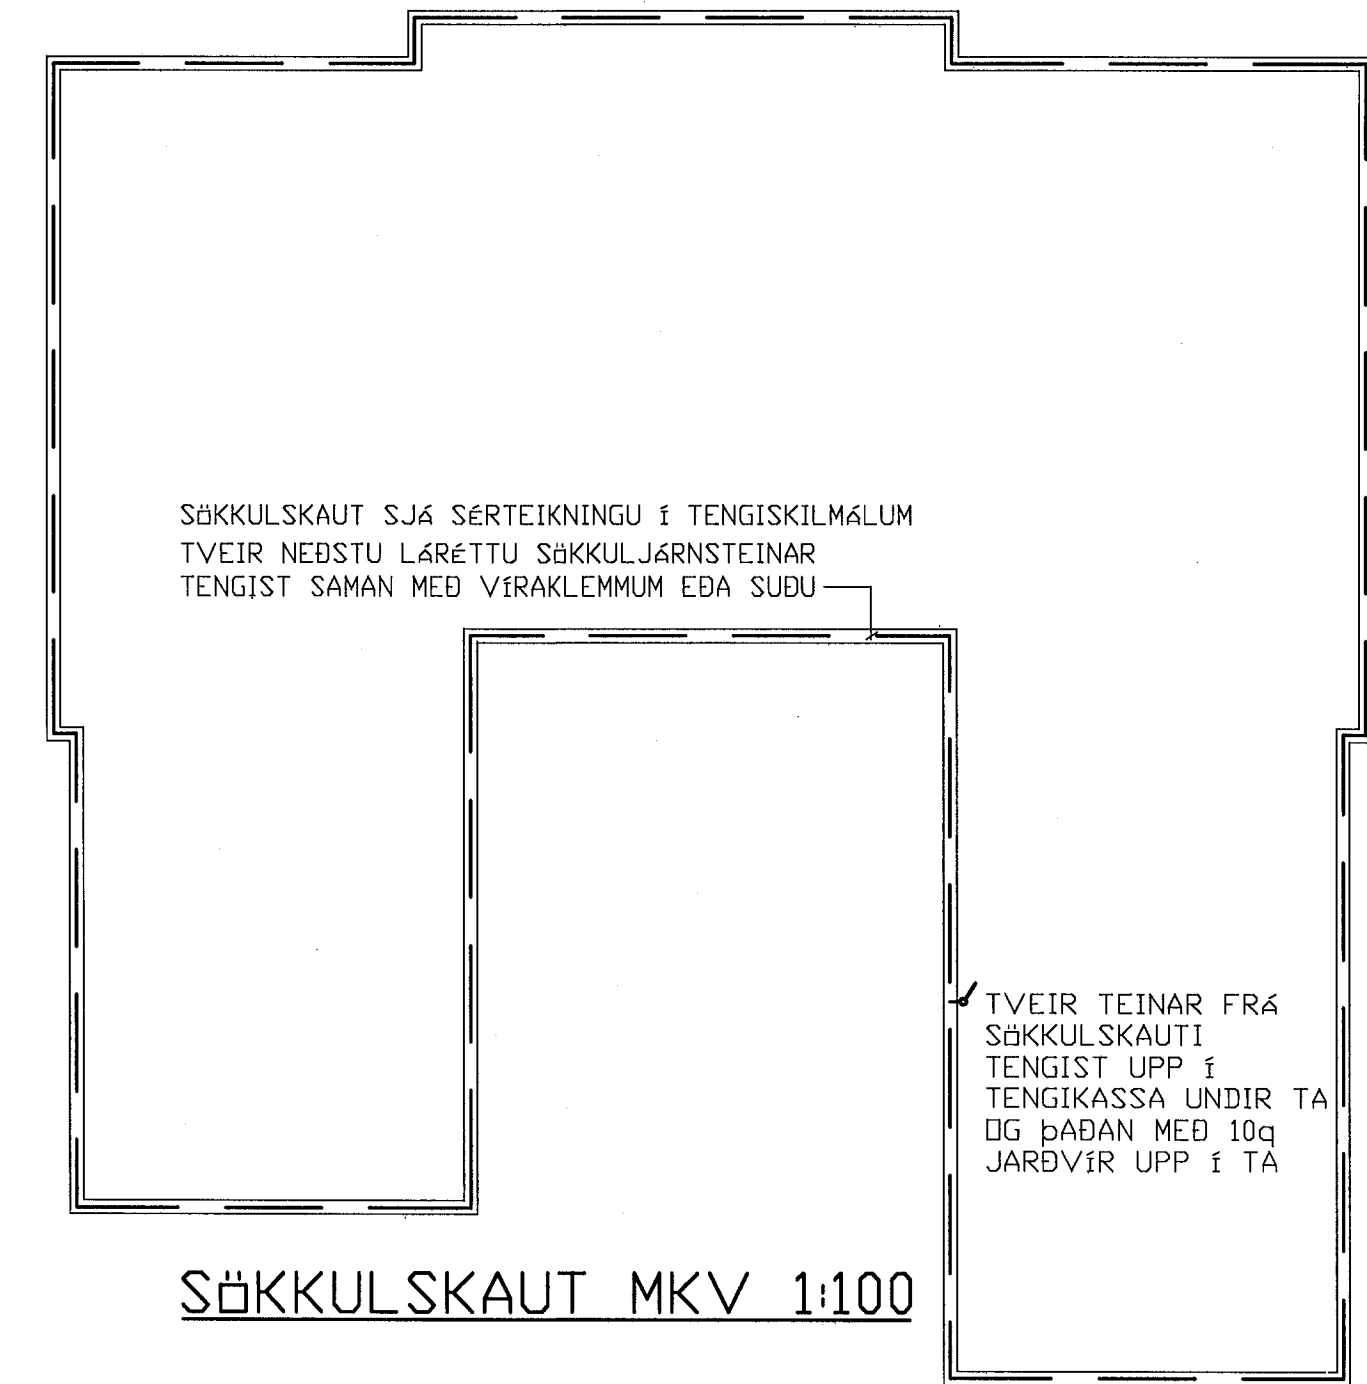 SÖKKULSKAUT SJÁ SÉRTEIKNINGU Í TENGISKILMÁLUM
TVEIR NEÐSTU LÁRÉTTU SÖKKULJÁRNSTEINAR
TENGIST SAMAN MEÐ VÍRAKLEMMUM EÐA SUÐU
TVEIR TEINAR FRÁ
SÖKKULSKAUTI
TENGIST UPP Í
TENGIKASSA UNDIR TA
OG ÞAÐAN MEÐ 10q
JARÐVÍR UPP Í TA
SÖKKULSKAUT MKV 1:100